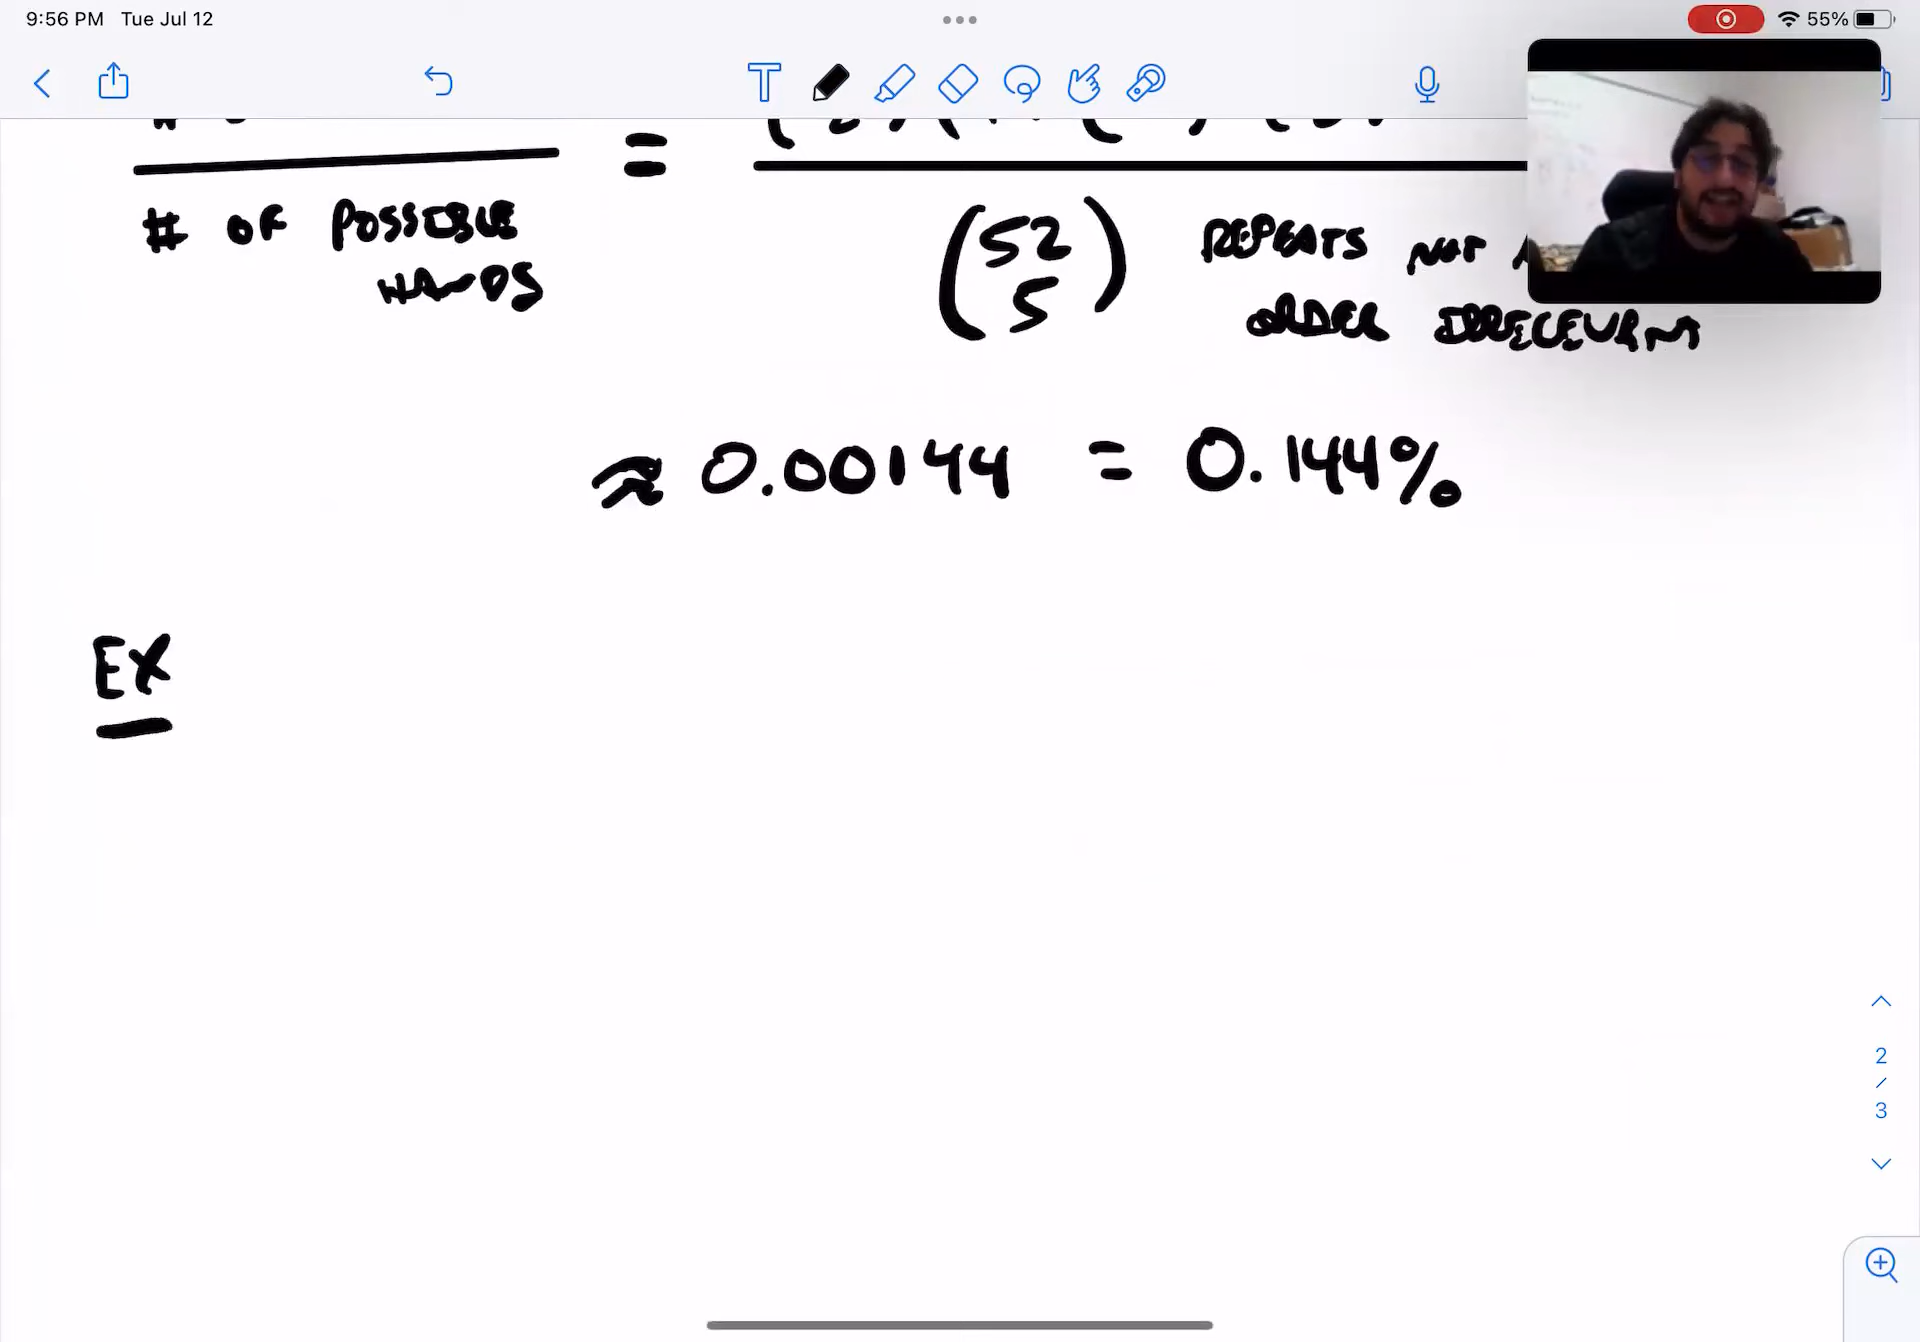 9:56 PM Tue Jul 12
55%
=
# OF POSSIBLE
HANDS
(52
5)
REPEATS NOT
ORDER IRRELEVANT
≈ 0.00144 = 0.144%
EX
2
/
3